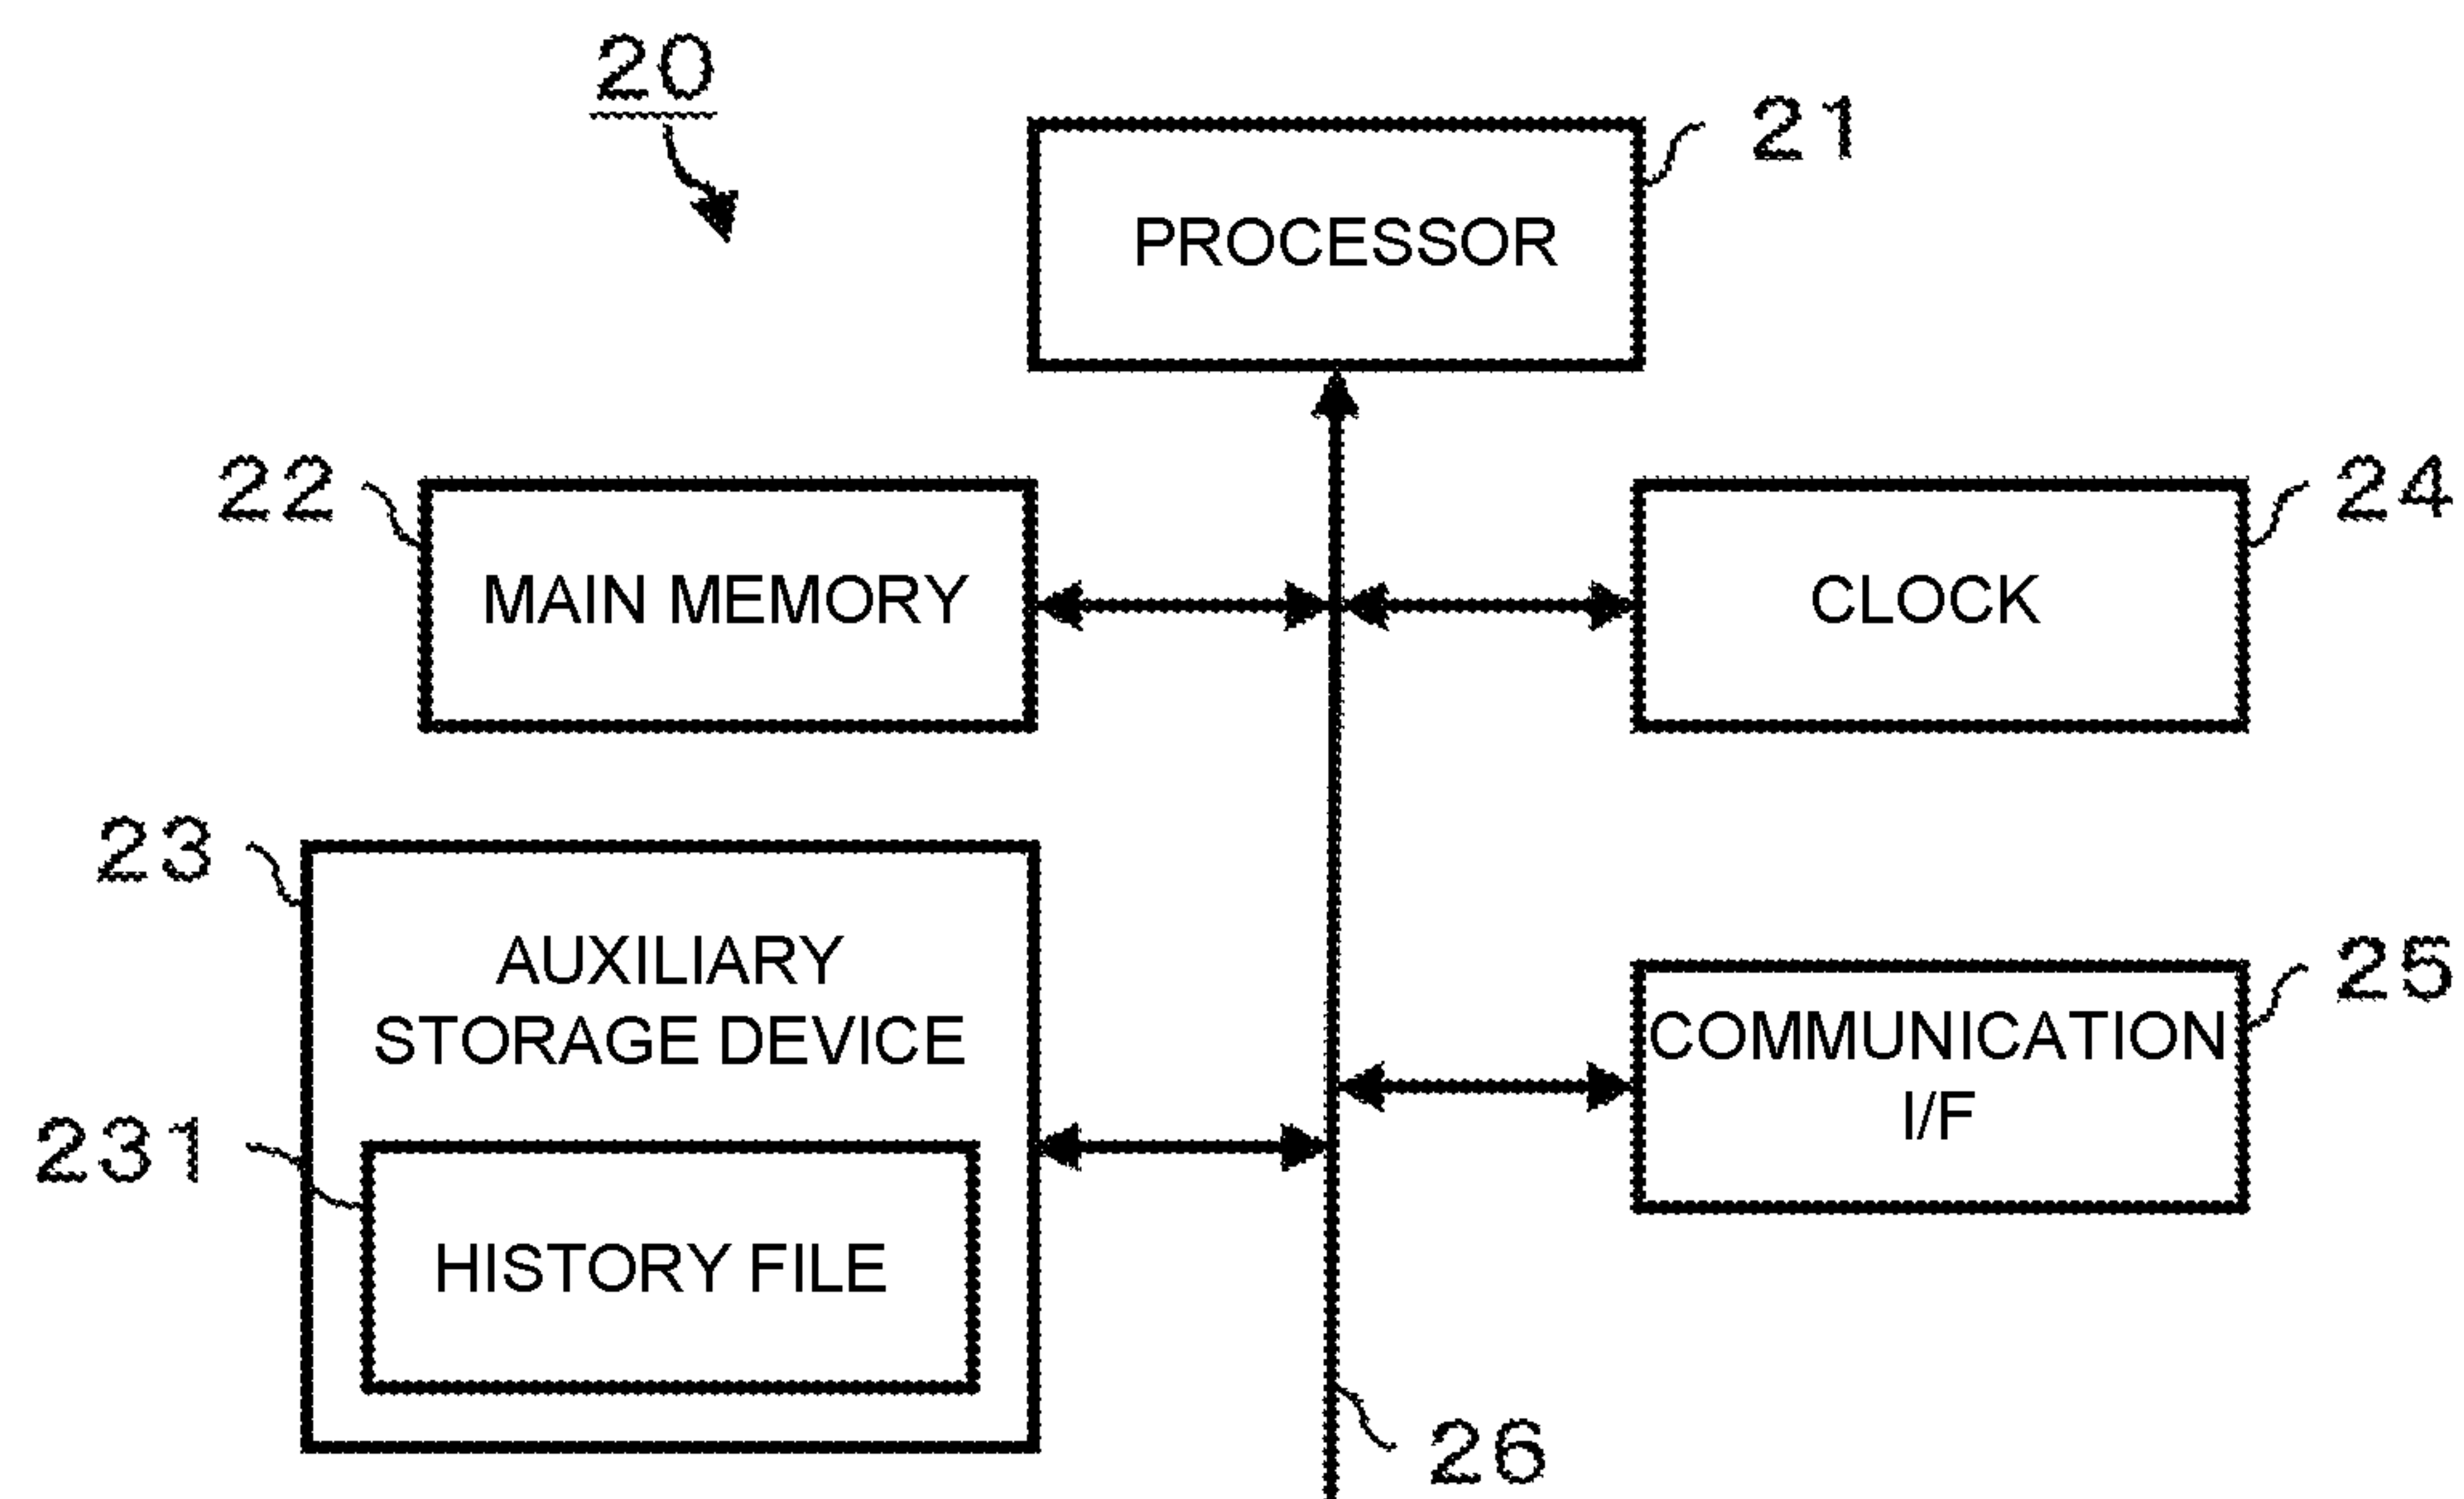 20
21
PROCESSOR
22
24
MAIN MEMORY
CLOCK
23
AUXILIARY
STORAGE DEVICE
25
COMMUNICATION
I/F
231
HISTORY FILE
26